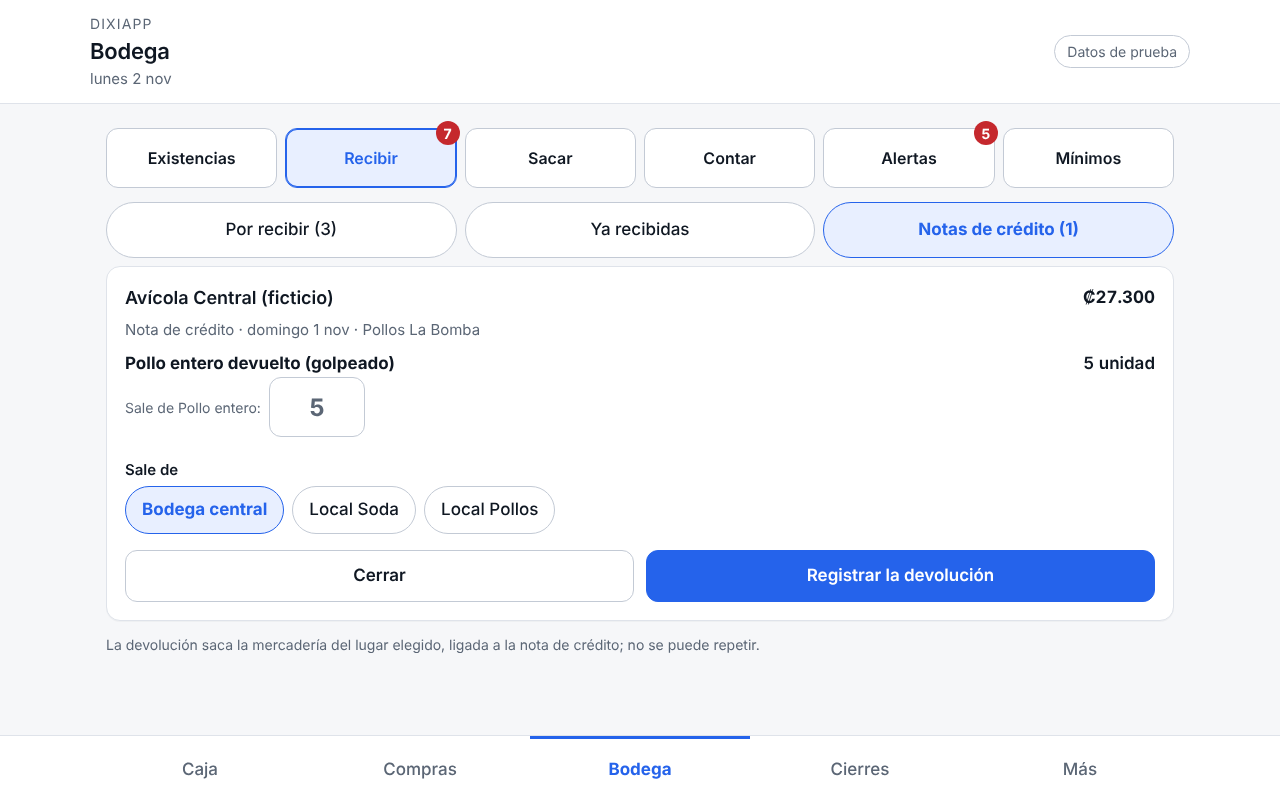 DIXIAPP
Bodega
lunes 2 nov
Datos de prueba
Existencias
Recibir
7
Sacar
Contar
Alertas
5
Mínimos
Por recibir (3)
Ya recibidas
Notas de crédito (1)
Avícola Central (ficticio)
₡27.300
Nota de crédito · domingo 1 nov · Pollos La Bomba
Pollo entero devuelto (golpeado)
5 unidad
Sale de Pollo entero:
5
Sale de
Bodega central
Local Soda
Local Pollos
Cerrar
Registrar la devolución
La devolución saca la mercadería del lugar elegido, ligada a la nota de crédito; no se puede repetir.
Caja
Compras
Bodega
Cierres
Más